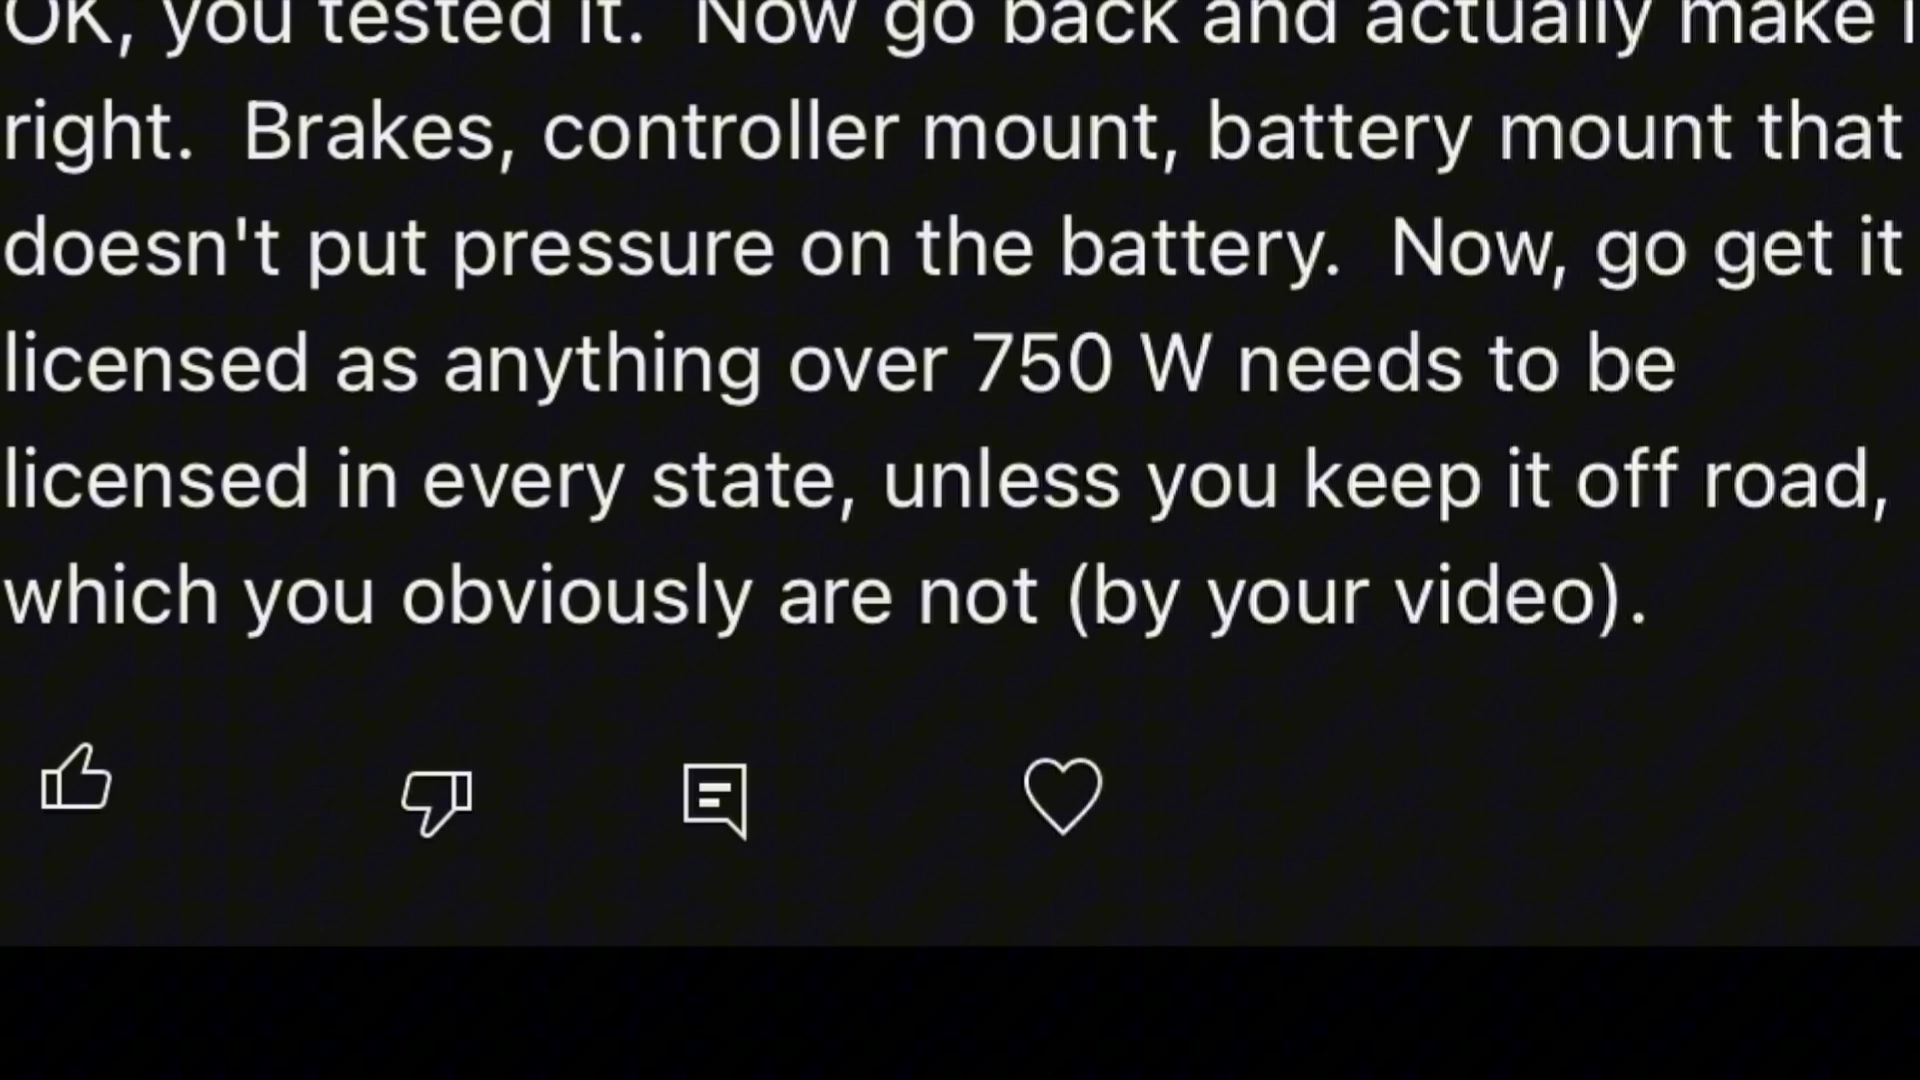 OK, you tested it.  Now go back and actually make
right.  Brakes, controller mount, battery mount that
doesn't put pressure on the battery.  Now, go get it
licensed as anything over 750 W needs to be
licensed in every state, unless you keep it off road,
which you obviously are not (by your video).